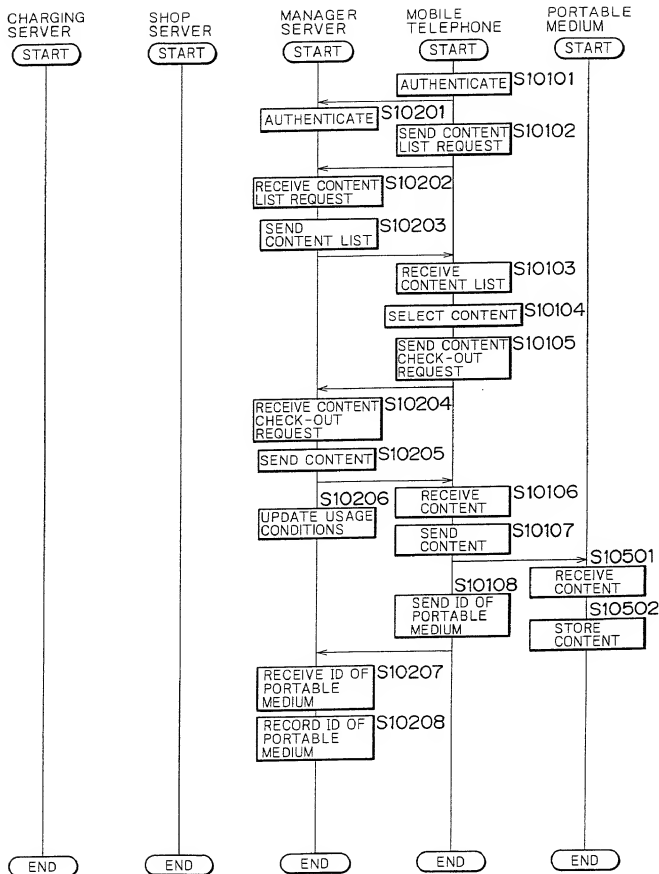 CHARGING
SERVER
SHOP
SERVER
MANAGER
SERVER
MOBILE
TELEPHONE
PORTABLE
MEDIUM
START
START
START
START
START
AUTHENTICATE
S10101
AUTHENTICATE
S10201
SEND CONTENT
LIST REQUEST
S10102
RECEIVE CONTENT
LIST REQUEST
S10202
SEND
CONTENT LIST
S10203
RECEIVE
CONTENT LIST
S10103
SELECT CONTENT
S10104
SEND CONTENT
CHECK-OUT
REQUEST
S10105
RECEIVE CONTENT
CHECK-OUT
REQUEST
S10204
SEND CONTENT
S10205
S10206
UPDATE USAGE
CONDITIONS
RECEIVE
CONTENT
S10106
SEND
CONTENT
S10107
S10501
RECEIVE
CONTENT
S10108
SEND ID OF
PORTABLE
MEDIUM
S10502
STORE
CONTENT
RECEIVE ID OF
PORTABLE
MEDIUM
S10207
RECORD ID OF
PORTABLE
MEDIUM
S10208
END
END
END
END
END